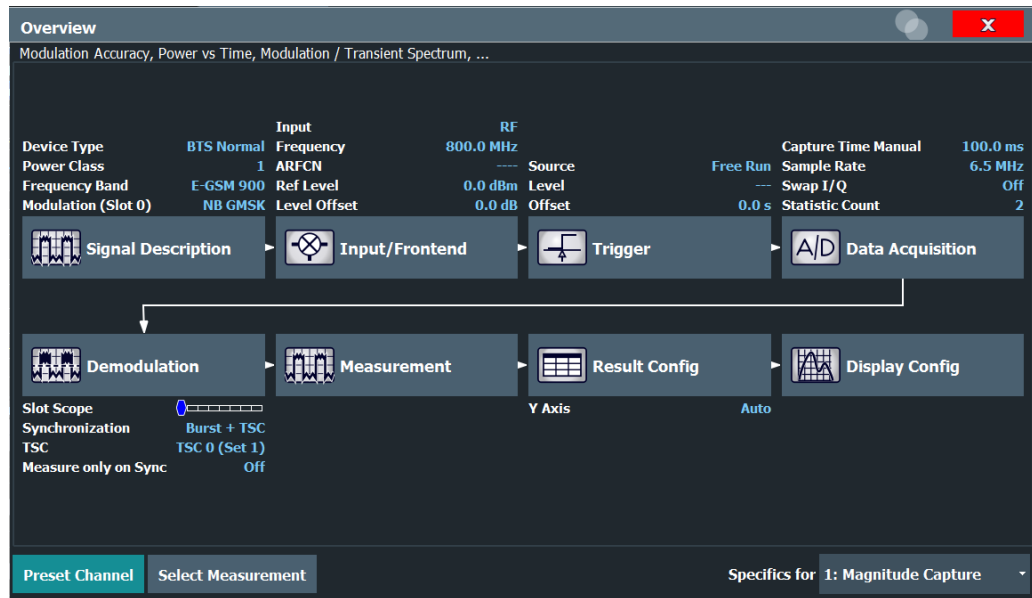 Overview
X
Modulation Accuracy, Power vs Time, Modulation / Transient Spectrum, ...
Input RF
Device Type BTS Normal Frequency 800.0 MHz Capture Time Manual 100.0 ms
Power Class 1 ARFCN ---- Source Free Run Sample Rate 6.5 MHz
Frequency Band E-GSM 900 Ref Level 0.0 dBm Level --- Swap I/Q Off
Modulation (Slot 0) NB GMSK Level Offset 0.0 dB Offset 0.0 s Statistic Count 2
Signal Description Input/Frontend Trigger A/D Data Acquisition
Demodulation Measurement Result Config Display Config
Slot Scope Y Axis Auto
Synchronization Burst + TSC
TSC TSC 0 (Set 1)
Measure only on Sync Off
Preset Channel Select Measurement Specifics for 1: Magnitude Capture